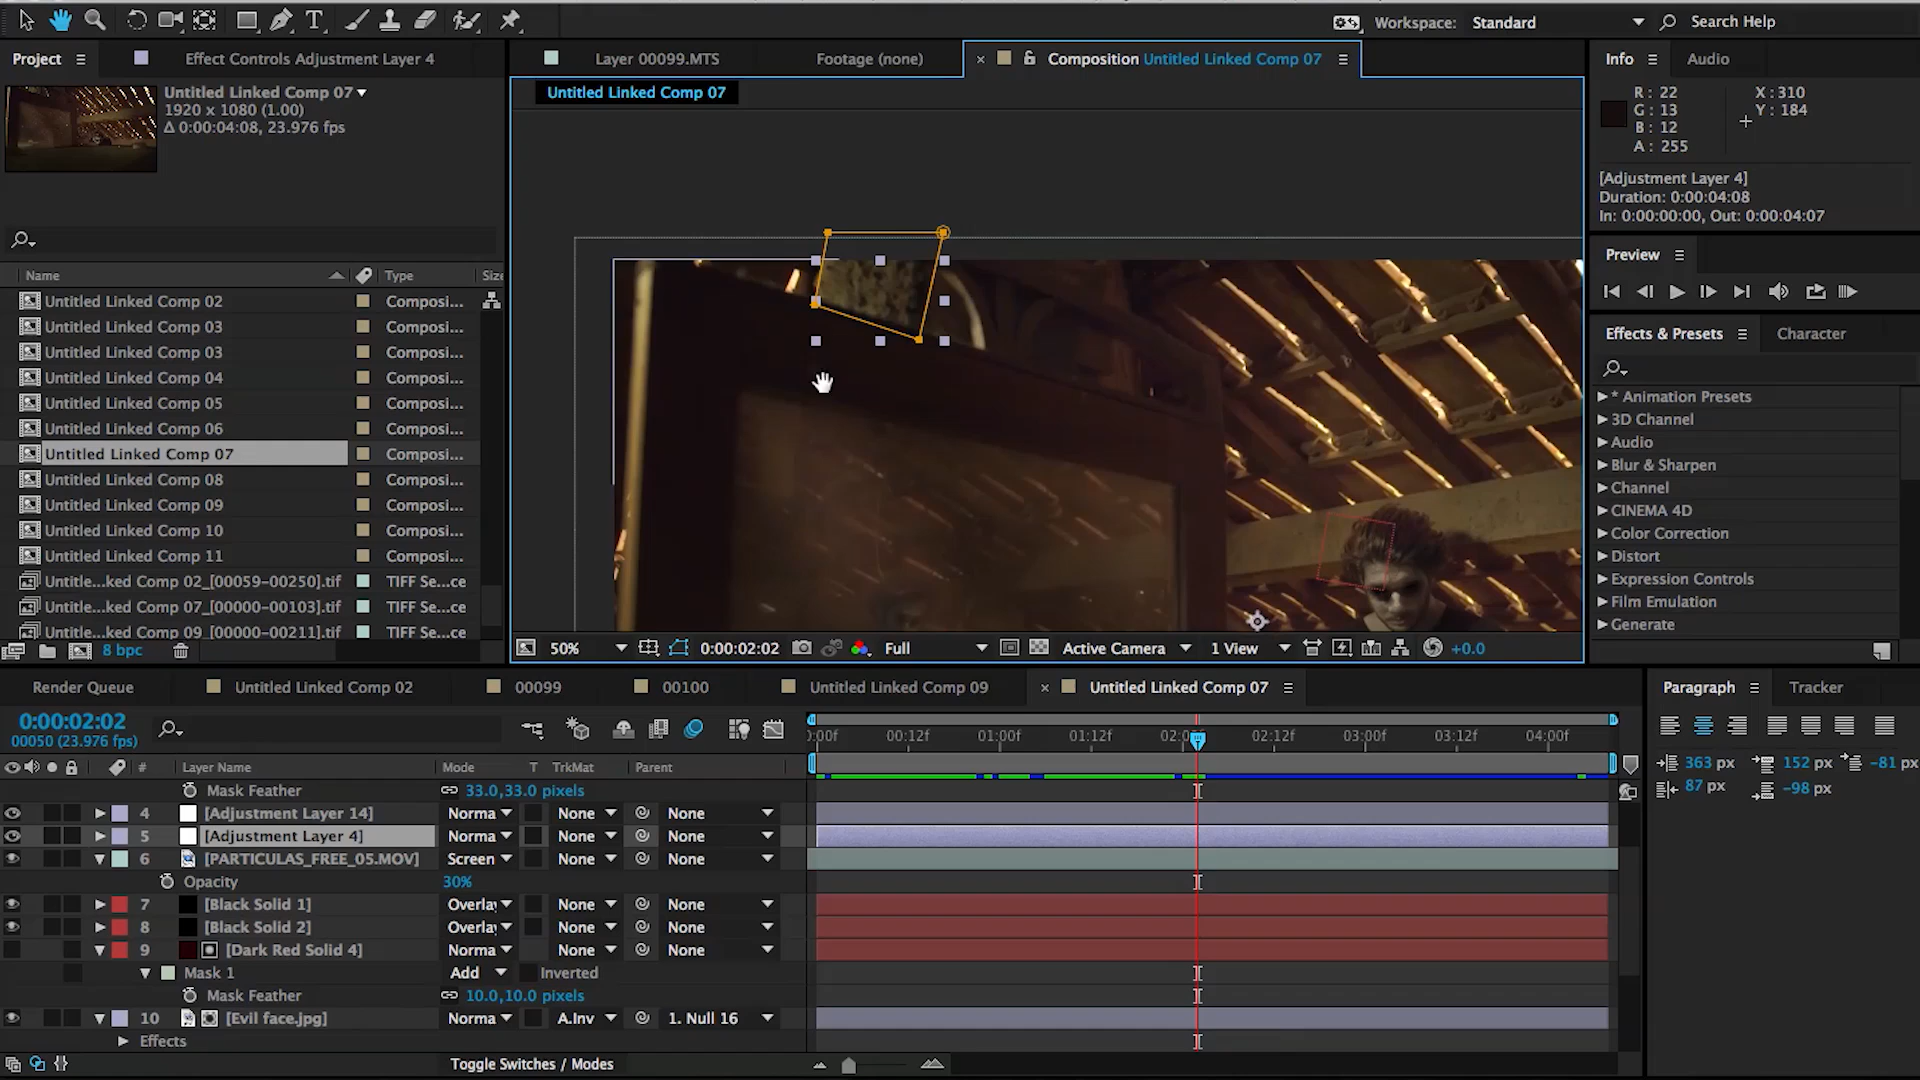 Workspace: Standard Search Help
Project Effect Controls Adjustment Layer 4
Layer 00099.MTS Footage (none) × Composition Untitled Linked Comp 07
Info Audio
Untitled Linked Comp 07
1920 x 1080 (1.00)
Δ 0:00:04:08, 23.976 fps
Untitled Linked Comp 07
R : 22 X : 310
G : 13 Y : 184
B : 12
A : 255
[Adjustment Layer 4]
Duration: 0:00:04:08
In: 0:00:00:00, Out: 0:00:04:07
Preview
Name Type Size
Untitled Linked Comp 02 Composi...
Untitled Linked Comp 03 Composi...
Untitled Linked Comp 03 Composi...
Untitled Linked Comp 04 Composi...
Untitled Linked Comp 05 Composi...
Untitled Linked Comp 06 Composi...
Untitled Linked Comp 07 Composi...
Untitled Linked Comp 08 Composi...
Untitled Linked Comp 09 Composi...
Untitled Linked Comp 10 Composi...
Untitled Linked Comp 11 Composi...
Untitle...ked Comp 02_[00059-00250].tif TIFF Se...ce
Untitle...ked Comp 07_[00000-00103].tif TIFF Se...ce
Untitle...ked Comp 09_[00000-00211].tif TIFF Se...ce
8 bpc
Effects & Presets Character
* Animation Presets
3D Channel
Audio
Blur & Sharpen
Channel
CINEMA 4D
Color Correction
Distort
Expression Controls
Film Emulation
Generate
50% 0:00:02:02 Full Active Camera 1 View +0.0
Render Queue Untitled Linked Comp 02 00099 00100 Untitled Linked Comp 09 × Untitled Linked Comp 07
Paragraph Tracker
0:00:02:02
00050 (23.976 fps)
):00f 00:12f 01:00f 01:12f 02:0 02:12f 03:00f 03:12f 04:00f
# Layer Name Mode T TrkMat Parent
363 px 152 px -81 px
87 px -98 px
Mask Feather 33.0,33.0 pixels
4 [Adjustment Layer 14] Norma None None
5 [Adjustment Layer 4] Norma None None
6 [PARTICULAS_FREE_05.MOV] Screen None None
Opacity 30%
7 [Black Solid 1] Overlay None None
8 [Black Solid 2] Overlay None None
9 [Dark Red Solid 4] Norma None None
Mask 1 Add Inverted
Mask Feather 10.0,10.0 pixels
10 [Evil face.jpg] Norma A.Inv 1. Null 16
Effects
Toggle Switches / Modes